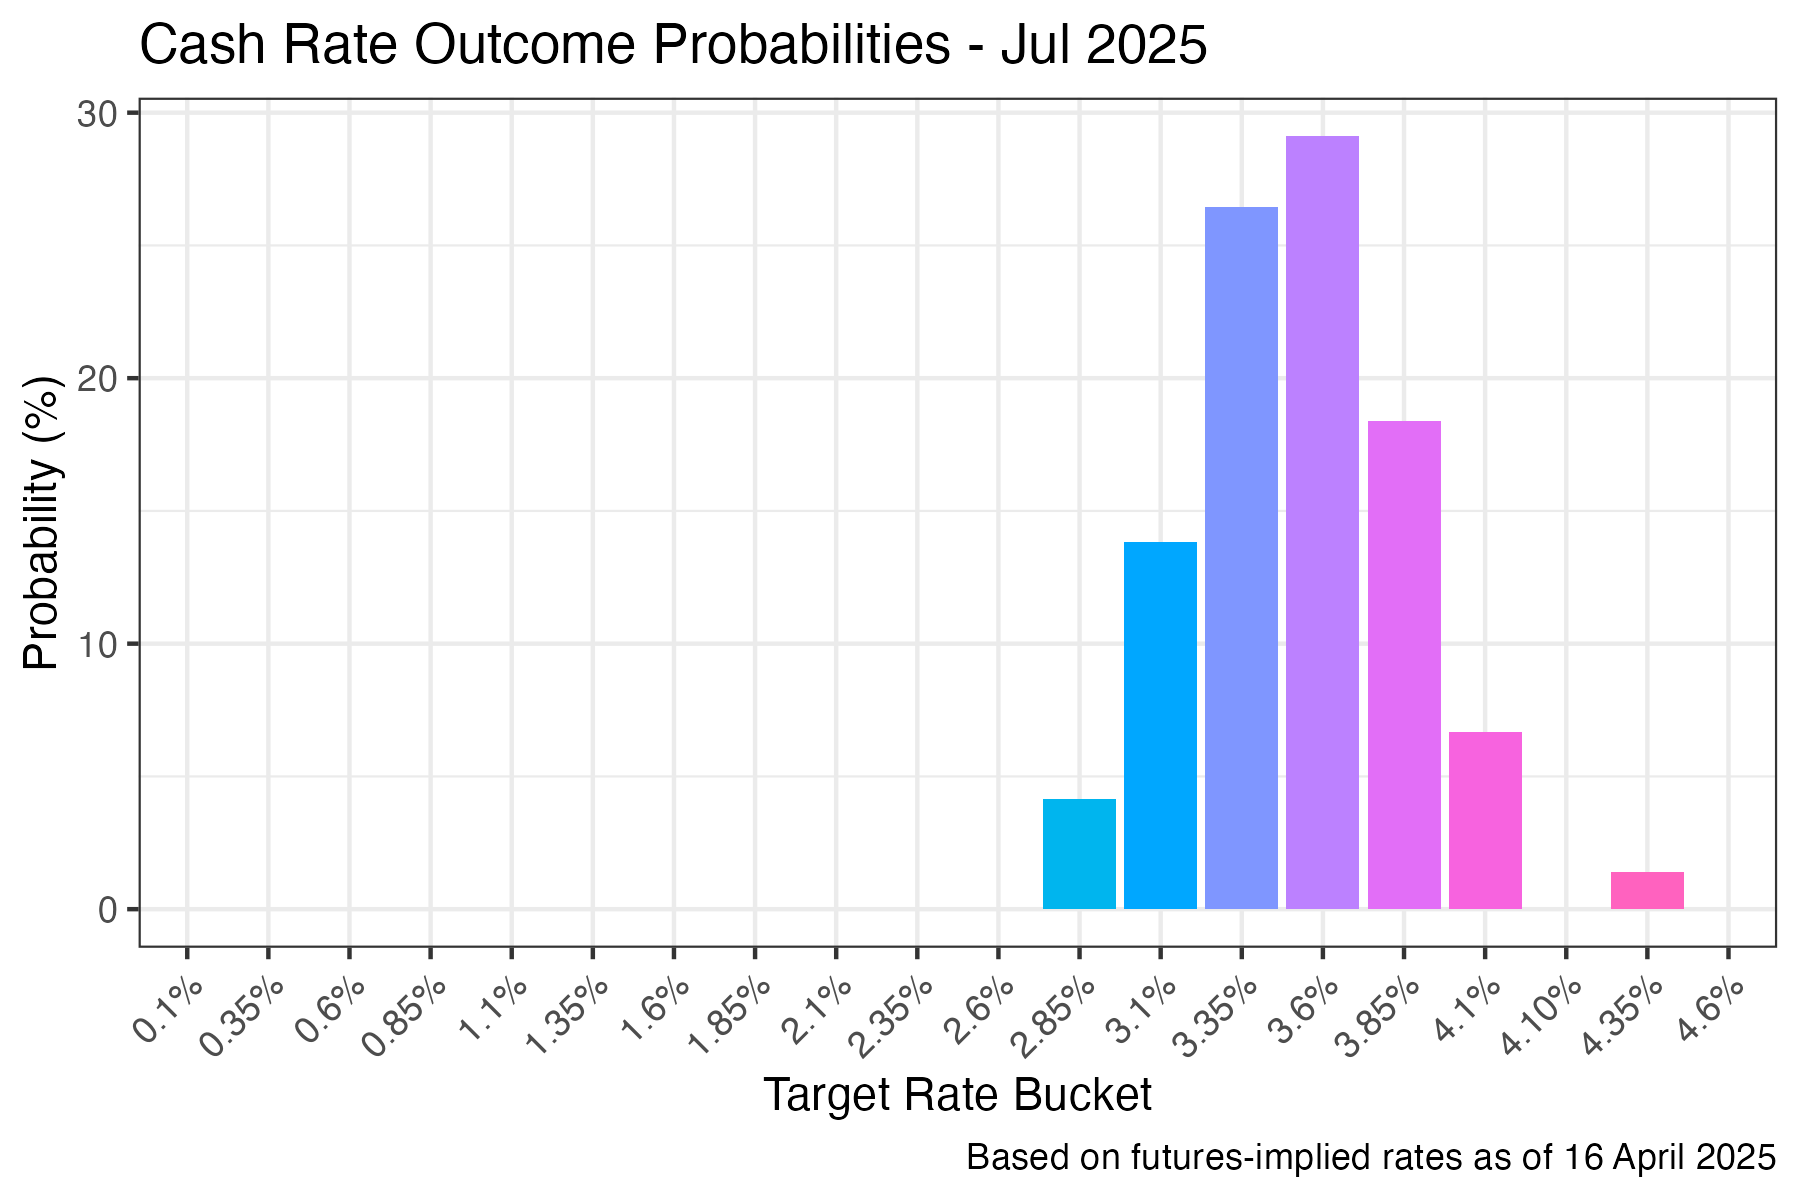 Cash Rate Outcome Probabilities - Jul 2025
Probability (%)
30
20
10
0
0.1% 0.35% 0.6% 0.85% 1.1% 1.35% 1.6% 1.85% 2.1% 2.35% 2.6% 2.85% 3.1% 3.35% 3.6% 3.85% 4.1% 4.10% 4.35% 4.6%
Target Rate Bucket
Based on futures-implied rates as of 16 April 2025